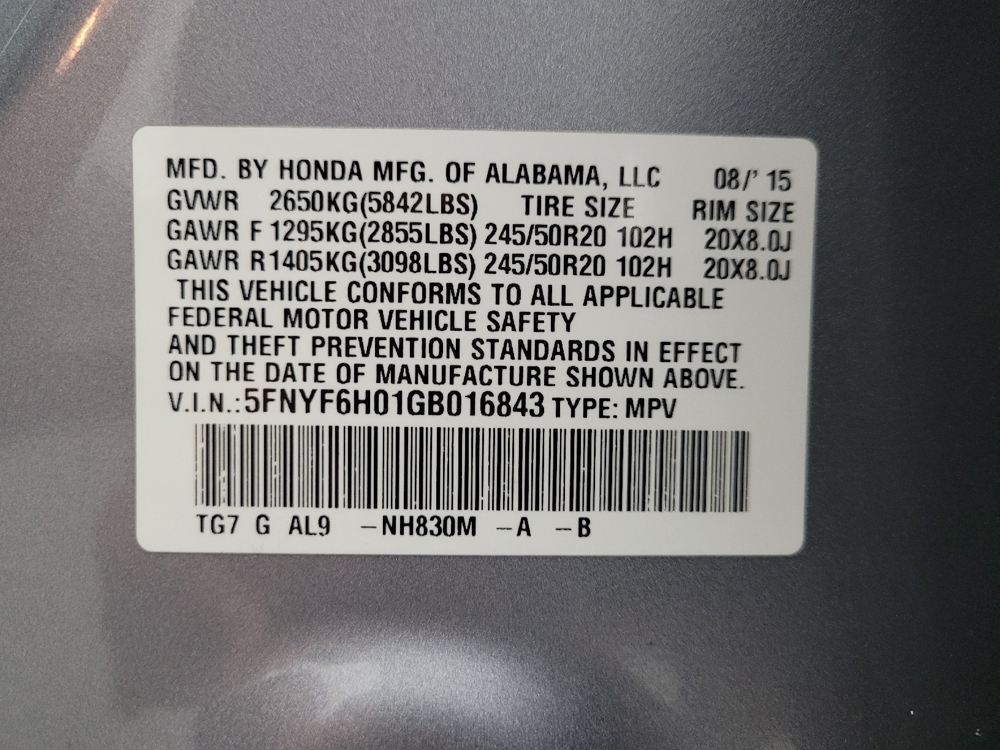 MFD. BY HONDA MFG. OF ALABAMA, LLC 08/' 15
GVWR 2650KG(5842LBS) TIRE SIZE RIM SIZE
GAWR F 1295KG(2855LBS) 245/50R20 102H 20X8.0J
GAWR R1405KG(3098LBS) 245/50R20 102H 20X8.0J
THIS VEHICLE CONFORMS TO ALL APPLICABLE
FEDERAL MOTOR VEHICLE SAFETY
AND THEFT PREVENTION STANDARDS IN EFFECT
ON THE DATE OF MANUFACTURE SHOWN ABOVE.
V.I.N.:5FNYF6H01GB016843 TYPE: MPV
TG7 G AL9 –NH830M –A –B